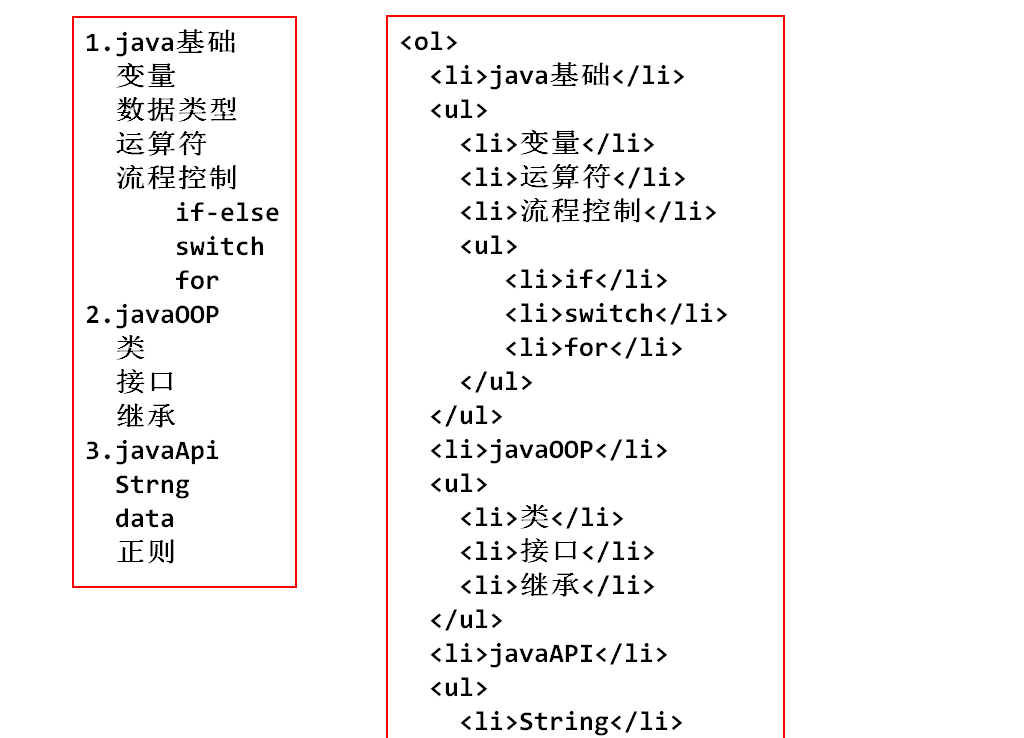 1.java基础
变量
数据类型
运算符
流程控制
if-else
switch
for
2.javaOOP
类
接口
继承
3.javaApi
Strng
data
正则
<ol>
<li>java基础</li>
<ul>
<li>变量</li>
<li>运算符</li>
<li>流程控制</li>
<ul>
<li>if</li>
<li>switch</li>
<li>for</li>
</ul>
</ul>
<li>javaOOP</li>
<ul>
<li>类</li>
<li>接口</li>
<li>继承</li>
</ul>
<li>javaAPI</li>
<ul>
<li>String</li>